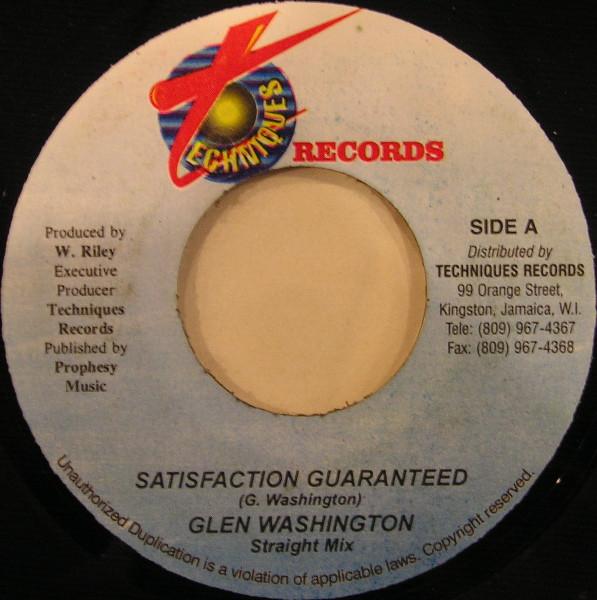 TECHNIQUES
RECORDS
Produced by
W. Riley
Executive
Producer
Techniques
Records
Published by
Prophesy
Music
SIDE A
Distributed by
TECHNIQUES RECORDS
99 Orange Street,
Kingston, Jamaica, W.I.
Tele: (809) 967-4367
Fax: (809) 967-4368
SATISFACTION GUARANTEED
(G. Washington)
GLEN WASHINGTON
Straight Mix
Unauthorized Duplication is a violation of applicable laws. Copyright reserved.